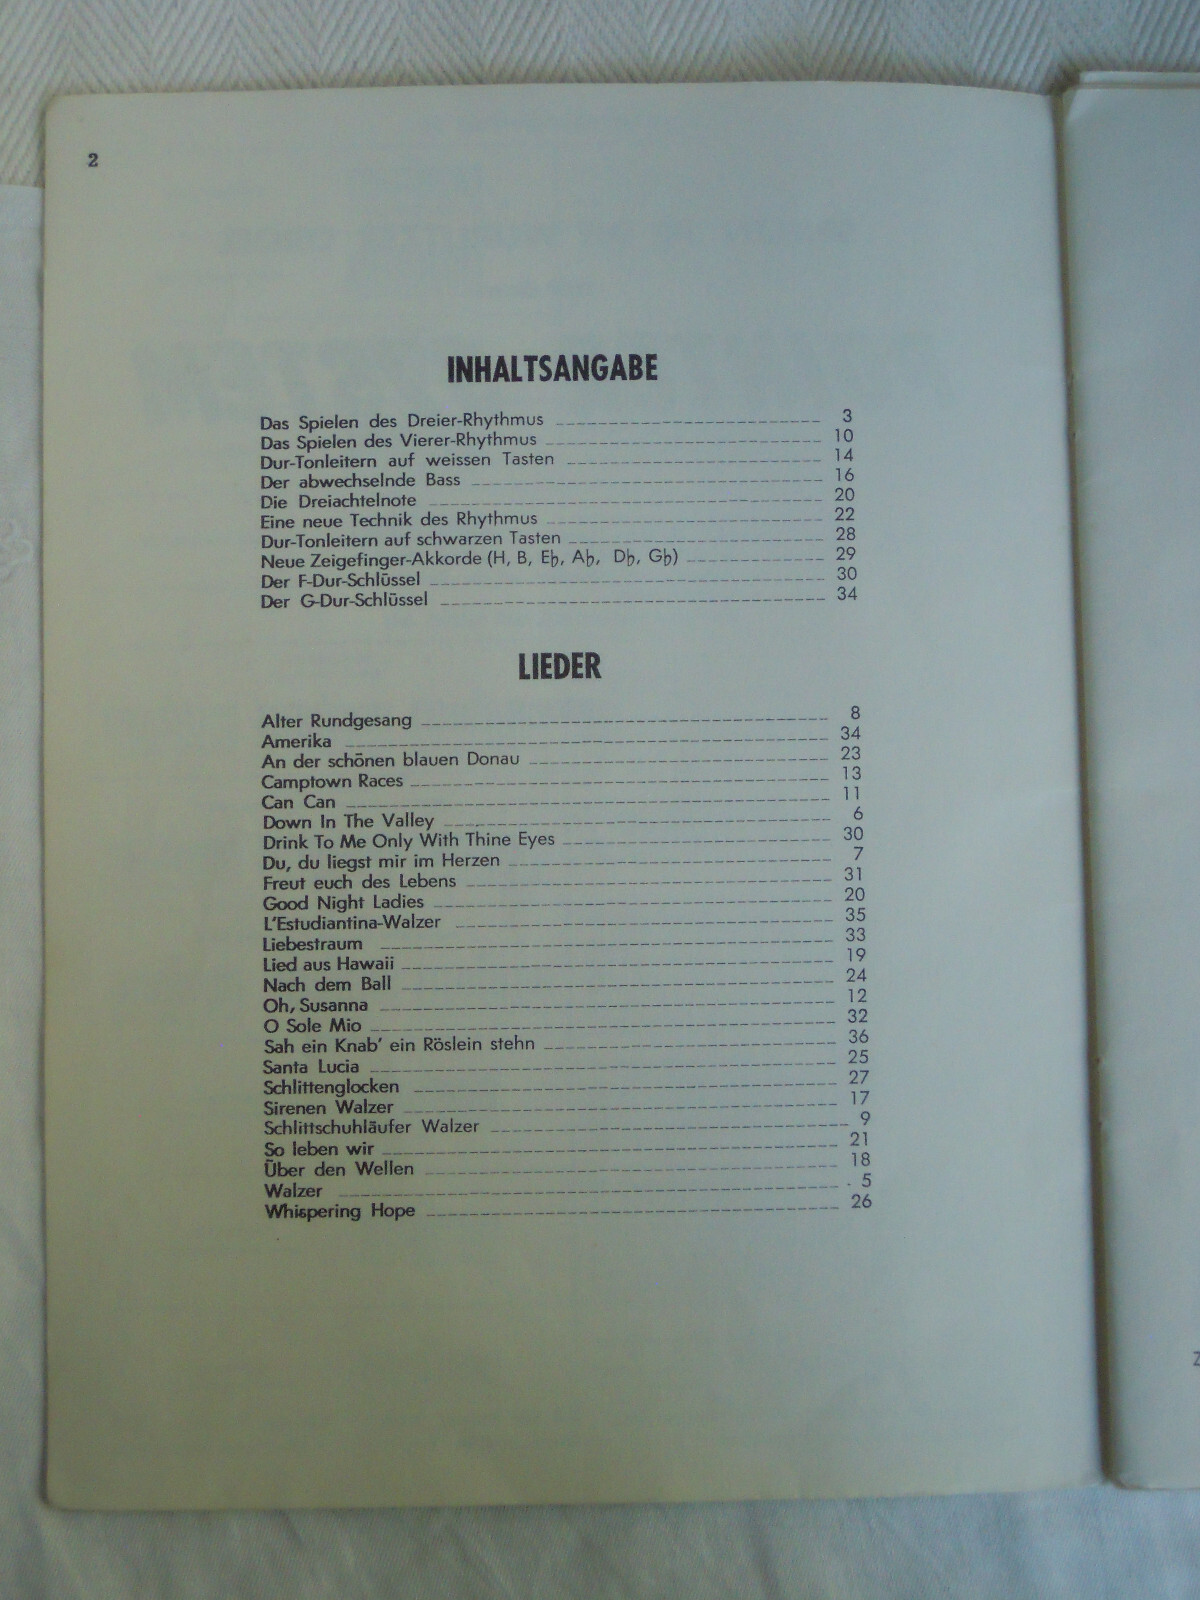 2
INHALTSANGABE
Das Spielen des Dreier-Rhythmus 3
Das Spielen des Vierer-Rhythmus 10
Dur-Tonleitern auf weissen Tasten 14
Der abwechselnde Bass 16
Die Dreiachtelnote 20
Eine neue Technik des Rhythmus 22
Dur-Tonleitern auf schwarzen Tasten 28
Neue Zeigefinger-Akkorde (H, B, E♭, A♭, D♭, G♭) 29
Der F-Dur-Schlüssel 30
Der G-Dur-Schlüssel 34
LIEDER
Alter Rundgesang 8
Amerika 34
An der schönen blauen Donau 23
Camptown Races 13
Can Can 11
Down In The Valley 6
Drink To Me Only With Thine Eyes 30
Du, du liegst mir im Herzen 7
Freut euch des Lebens 31
Good Night Ladies 20
L'Estudiantina-Walzer 35
Liebestraum 33
Lied aus Hawaii 19
Nach dem Ball 24
Oh, Susanna 12
O Sole Mio 32
Sah ein Knab' ein Röslein stehn 36
Santa Lucia 25
Schlittenglocken 27
Sirenen Walzer 17
Schlittschuhläufer Walzer 9
So leben wir 21
Über den Wellen 18
Walzer 5
Whispering Hope 26